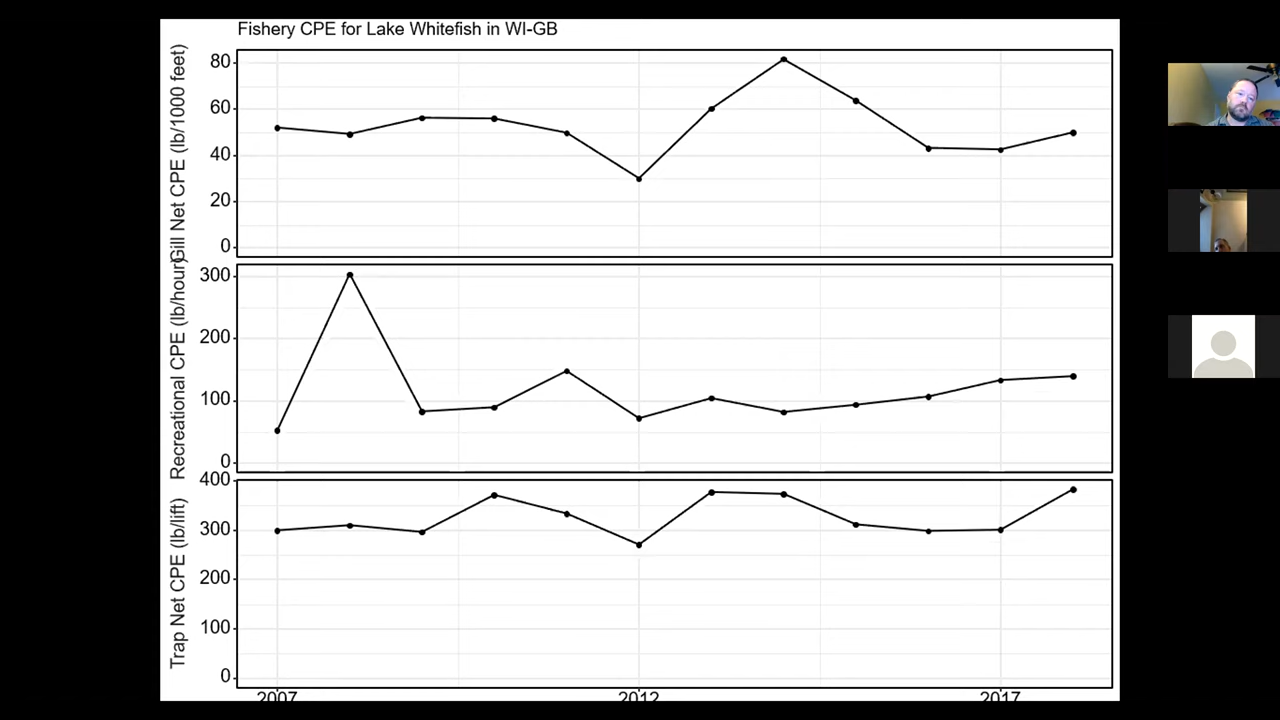 Fishery CPE for Lake Whitefish in WI-GB
Gill Net CPE (lb/1000 feet)
80
60
40
20
0
Recreational CPE (lb/hour)
300
200
100
0
Trap Net CPE (lb/lift)
400
300
200
100
0
2007 2012 2017